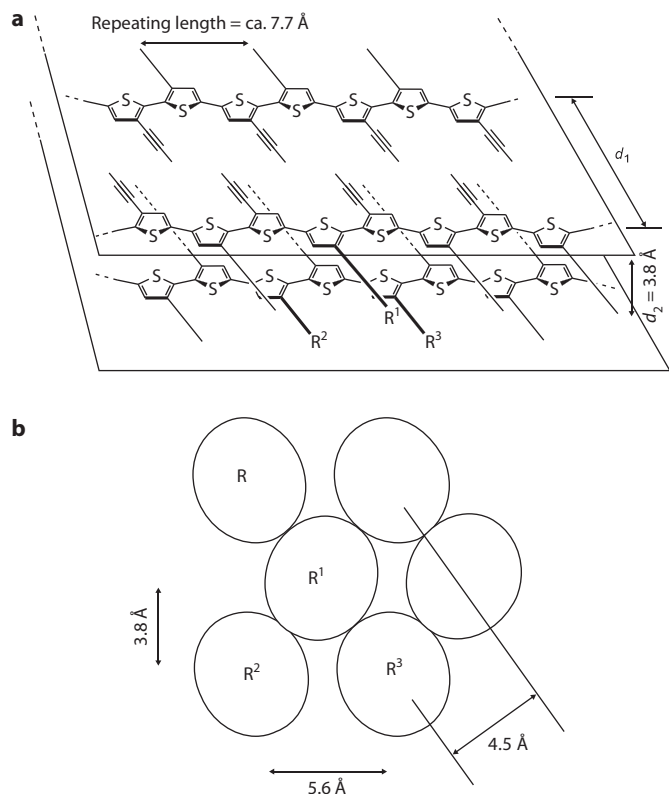 a
Repeating length = ca. 7.7 Å
S S S S S S S
d1
S S S S S S S
S S S S S S S
d2 = 3.8 Å
R1
R2
R3
b
R
R1
3.8 Å
R2
R3
4.5 Å
5.6 Å